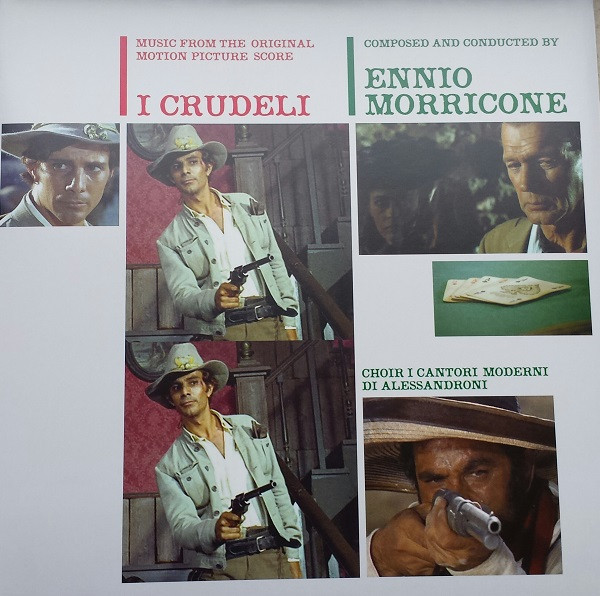 MUSIC FROM THE ORIGINAL
MOTION PICTURE SCORE
I CRUDELI
COMPOSED AND CONDUCTED BY
ENNIO
MORRICONE
CHOIR I CANTORI MODERNI
DI ALESSANDRONI